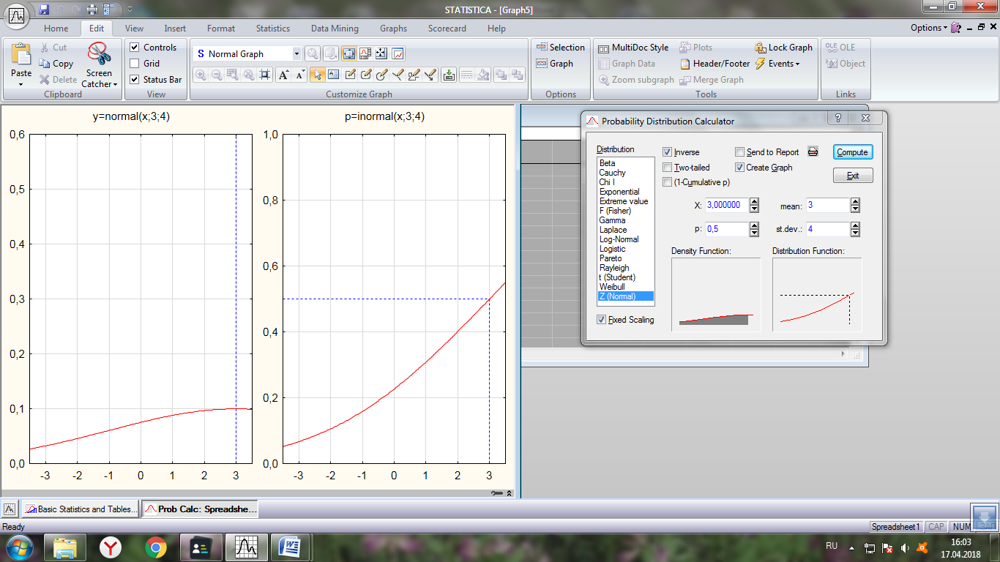 STATISTICA - [Graph5]
Home Edit View Insert Format Statistics Data Mining Graphs Scorecard Help Options
Paste
Cut
Copy
Delete
Screen Catcher
Clipboard
Controls
Grid
Status Bar
View
S Normal Graph
A A
Customize Graph
Selection
Graph
Options
MultiDoc Style
Graph Data
Zoom subgraph
Plots
Header/Footer
Merge Graph
Lock Graph
Events
Tools
OLE OLE
Object
Links
y=normal(x;3;4)
0,6
0,5
0,4
0,3
0,2
0,1
0,0
-3 -2 -1 0 1 2 3
p=inormal(x;3;4)
1,0
0,8
0,6
0,4
0,2
0,0
-3 -2 -1 0 1 2 3
Probability Distribution Calculator
Distribution
Beta
Cauchy
Chi I
Exponential
Extreme value
F (Fisher)
Gamma
Laplace
Log-Normal
Logistic
Pareto
Rayleigh
t (Student)
Weibull
Z (Normal)
Fixed Scaling
Inverse
Two-tailed
(1-Cumulative p)
Send to Report
Create Graph
Compute
Exit
X: 3,000000
mean: 3
p: 0,5
st.dev.: 4
Density Function:
Distribution Function:
Basic Statistics and Tables...
Prob Calc: Spreadshe...
Ready
Spreadsheet1 CAP NUM ЗАП
RU
16:03
17.04.2018